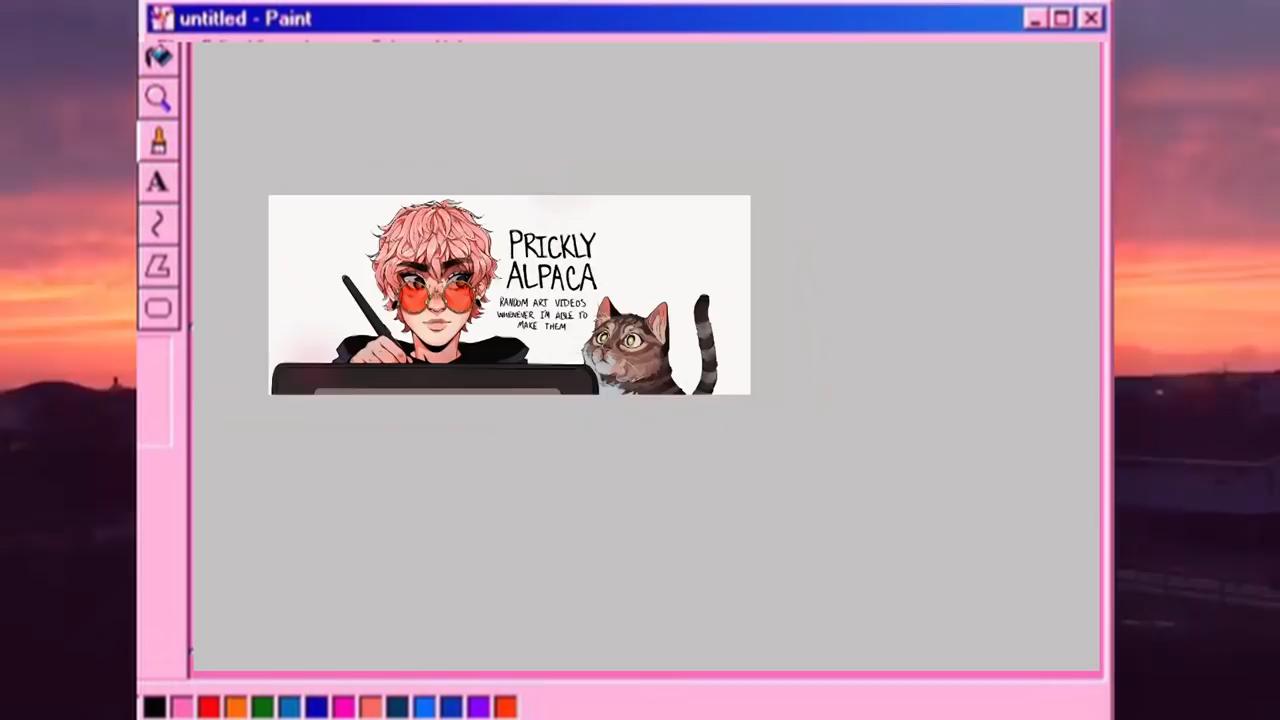 untitled - Paint
A
PRICKLY
ALPACA
RANDOM ART VIDEOS
WHENEVER I'M ABLE TO
MAKE THEM